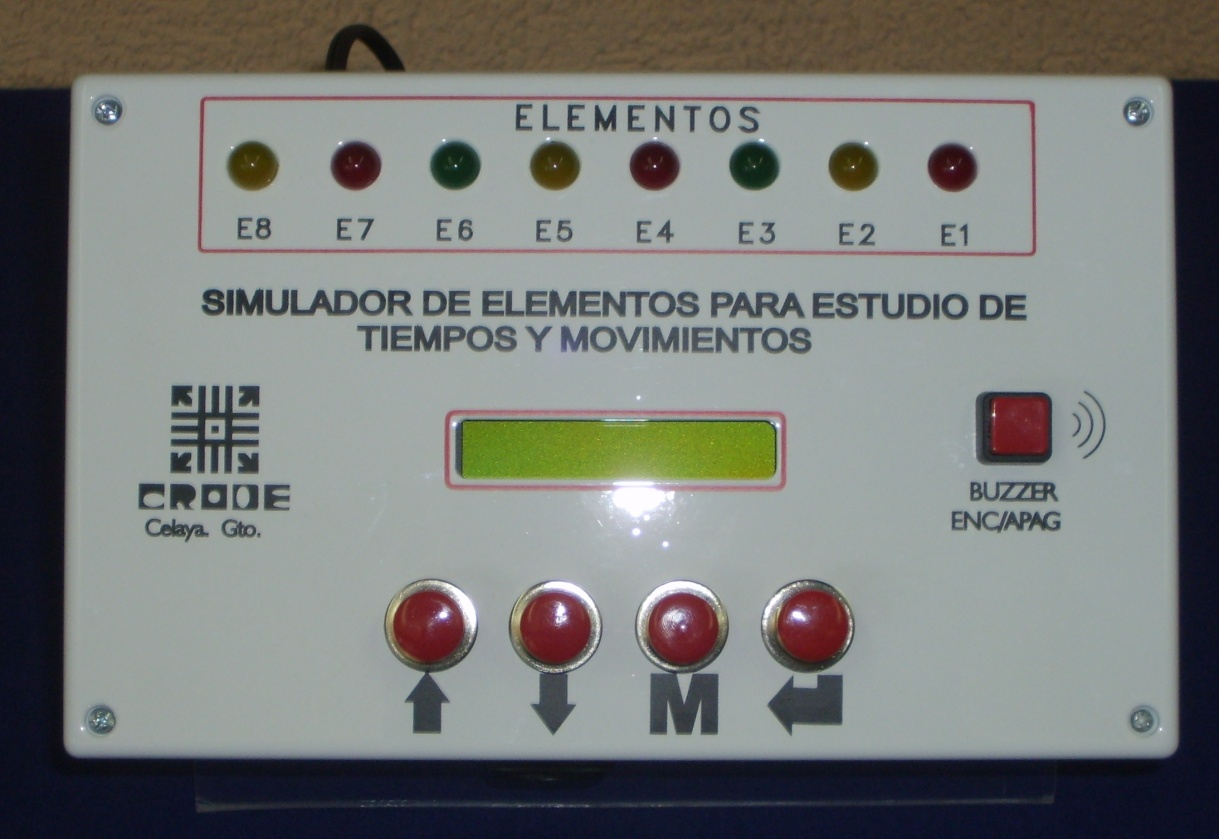 ELEMENTOS
E8 E7 E6 E5 E4 E3 E2 E1
SIMULADOR DE ELEMENTOS PARA ESTUDIO DE
TIEMPOS Y MOVIMIENTOS
CRODE
Celaya. Gto.
BUZZER
ENC/APAG
M